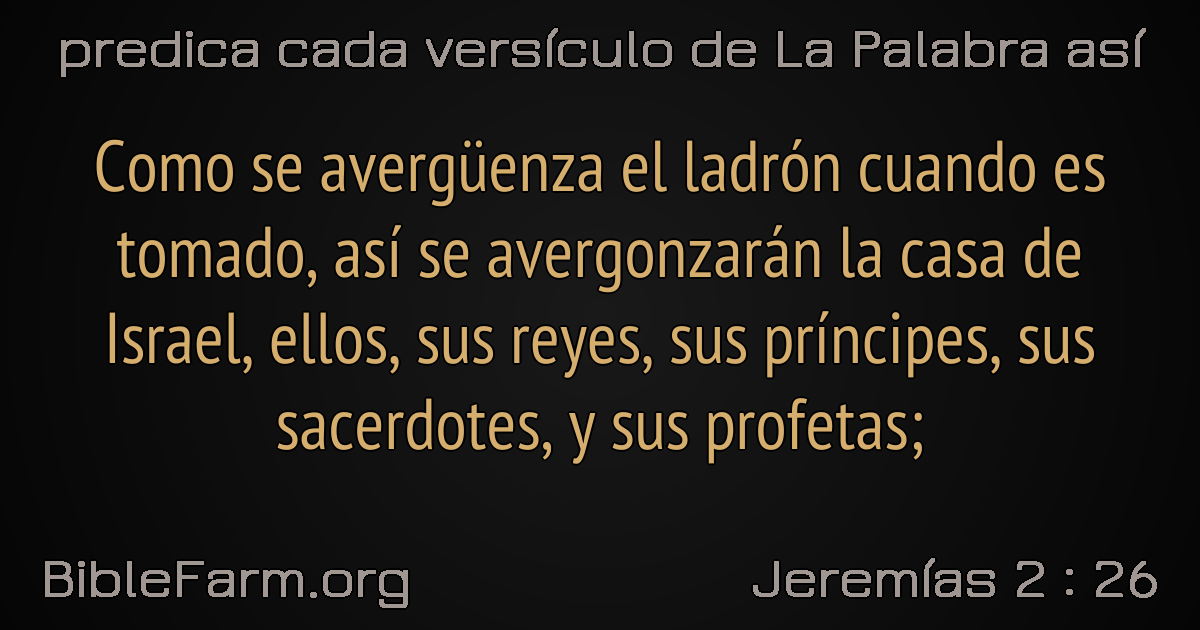 predica cada versículo de La Palabra así
Como se avergüenza el ladrón cuando es
tomado, así se avergonzarán la casa de
Israel, ellos, sus reyes, sus príncipes, sus
sacerdotes, y sus profetas;
BibleFarm.org
Jeremías 2 : 26